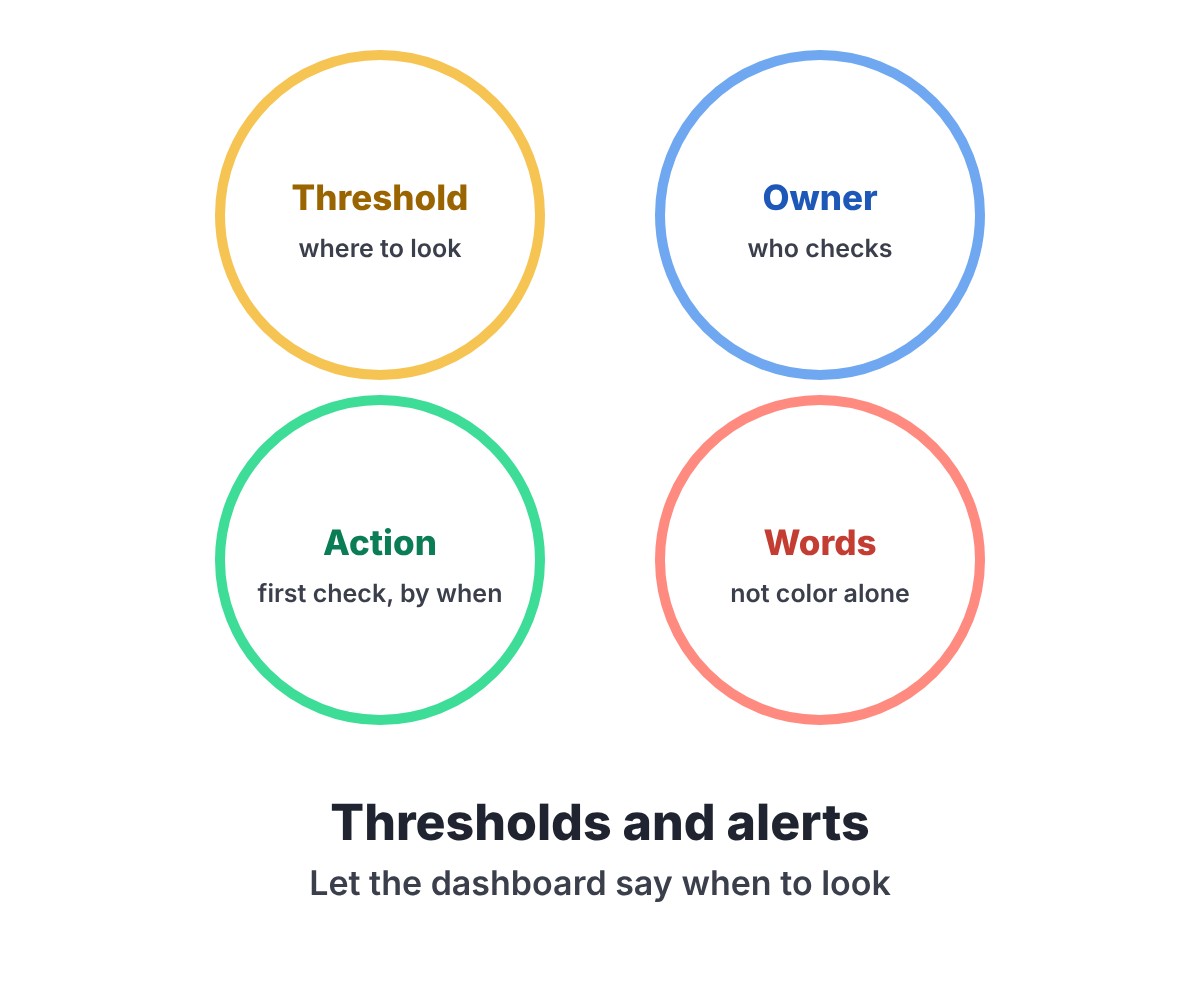 Threshold
where to look
Owner
who checks
Action
first check, by when
Words
not color alone
Thresholds and alerts
Let the dashboard say when to look